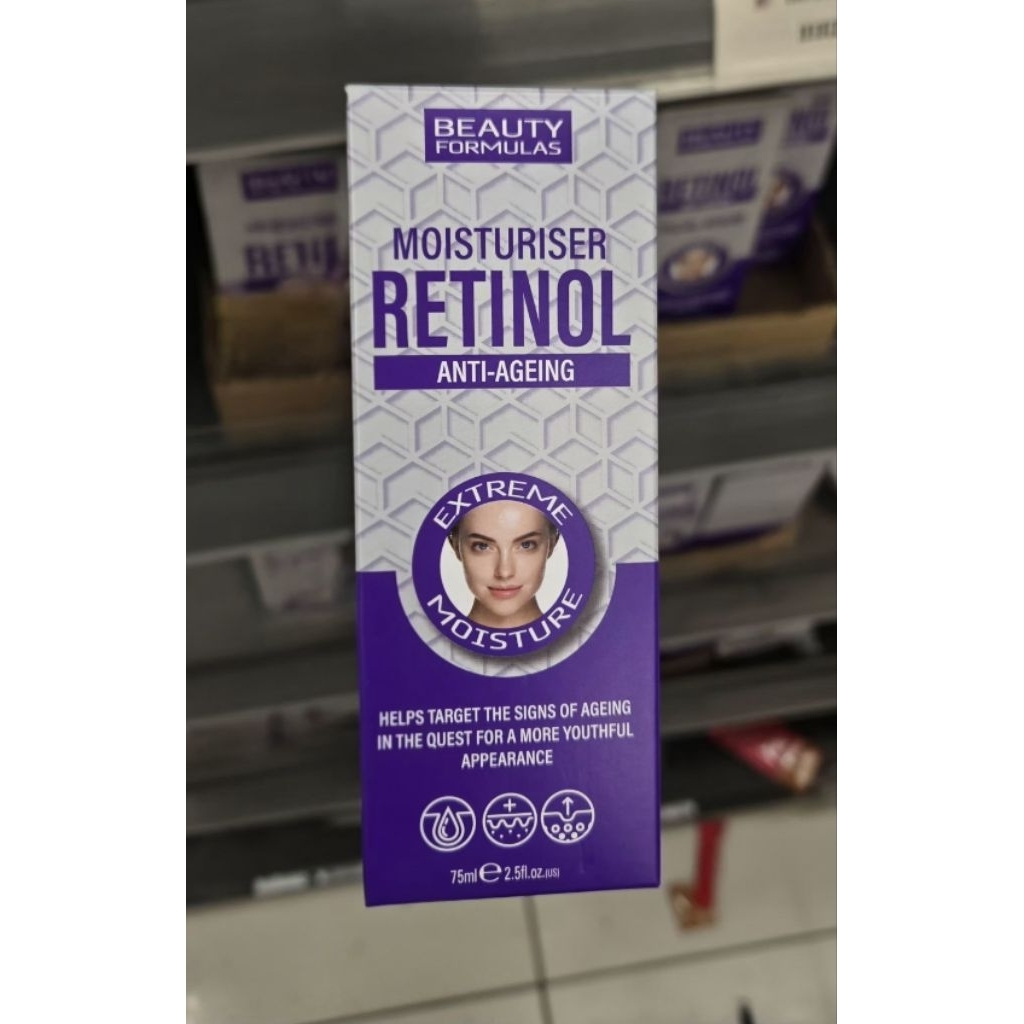 BEAUTY
FORMULAS
MOISTURISER
RETINOL
ANTI-AGEING
EXTREME
MOISTURE
HELPS TARGET THE SIGNS OF AGEING
IN THE QUEST FOR A MORE YOUTHFUL
APPEARANCE
75ml e 2.5fl.oz.(US)
RETINOL